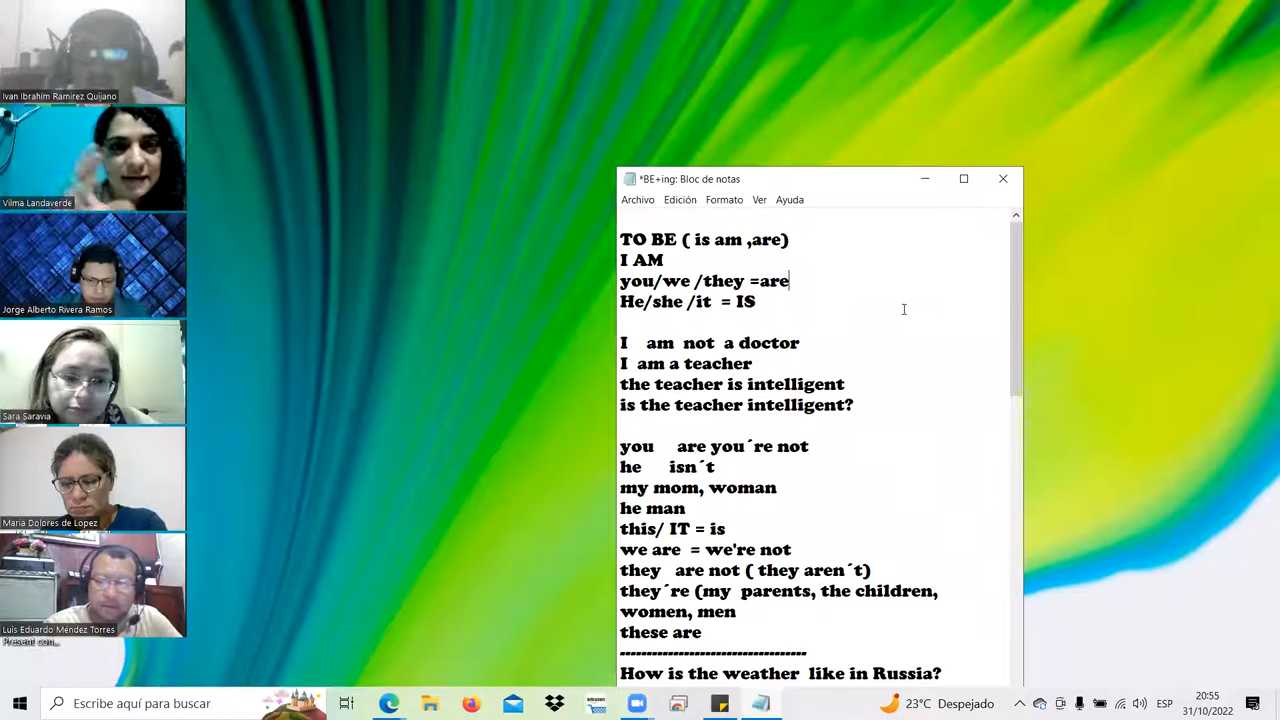 Ivan Ibrahim Ramirez Quijano
Vilma Landaverde
Jorge Alberto Rivera Ramos
Sara Saravia
Maria Dolores de Lopez
Luis Eduardo Méndez Torres
*BE+ing: Bloc de notas
Archivo Edición Formato Ver Ayuda
TO BE ( is am ,are)
I AM
you/we /they =are
He/she /it = IS
I am not a doctor
I am a teacher
the teacher is intelligent
is the teacher intelligent?
you are you´re not
he isn´t
my mom, woman
he man
this/ IT = is
we are = we're not
they are not ( they aren´t)
they´re (my parents, the children,
women, men
these are
-----------------------------------
How is the weather like in Russia?
Escribe aquí para buscar
amazon
23°C Despejado
ESP
20:55
31/10/2022